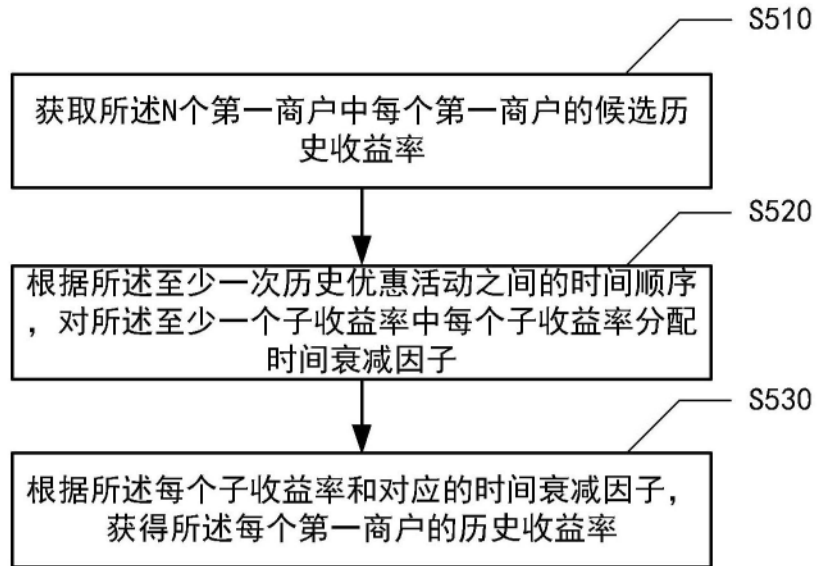 S510
获取所述N个第一商户中每个第一商户的候选历
史收益率
S520
根据所述至少一次历史优惠活动之间的时间顺序
，对所述至少一个子收益率中每个子收益率分配
时间衰减因子
S530
根据所述每个子收益率和对应的时间衰减因子，
获得所述每个第一商户的历史收益率